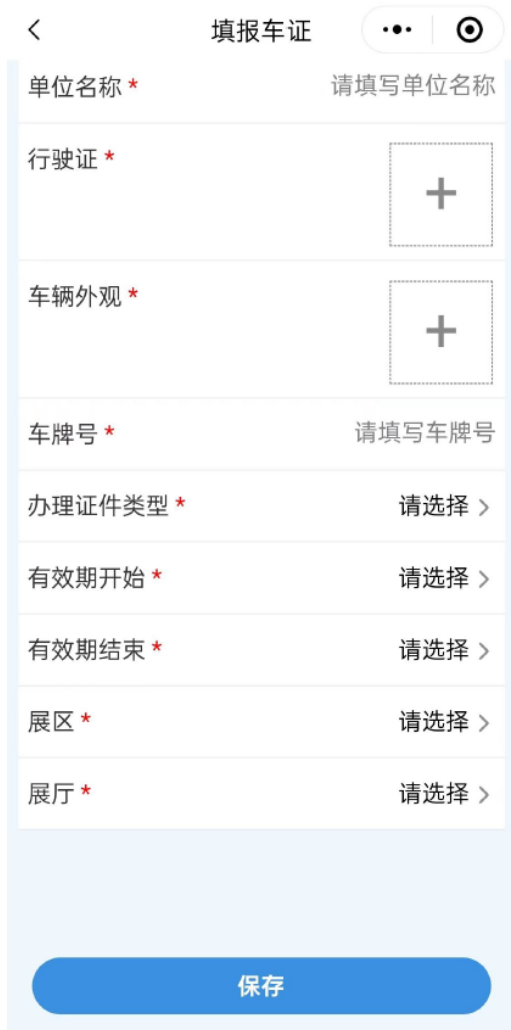 填报车证
单位名称 * 请填写单位名称
行驶证 *
车辆外观 *
车牌号 * 请填写车牌号
办理证件类型 * 请选择
有效期开始 * 请选择
有效期结束 * 请选择
展区 * 请选择
展厅 * 请选择
保存